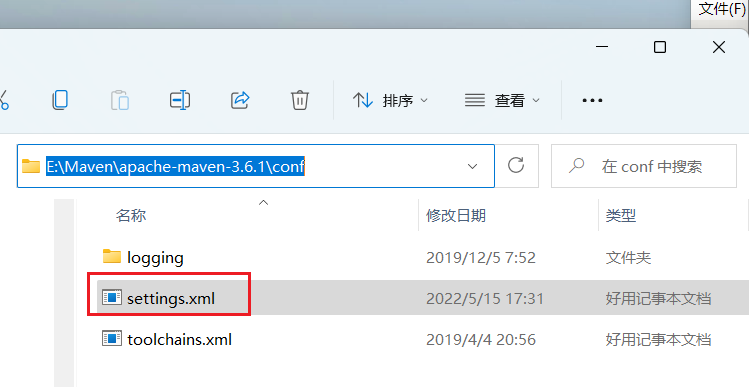 文件(F)
排序
查看
E:\Maven\apache-maven-3.6.1\conf
在 conf 中搜索
名称 修改日期 类型
logging 2019/12/5 7:52 文件夹
settings.xml 2022/5/15 17:31 好用记事本文档
toolchains.xml 2019/4/4 20:56 好用记事本文档